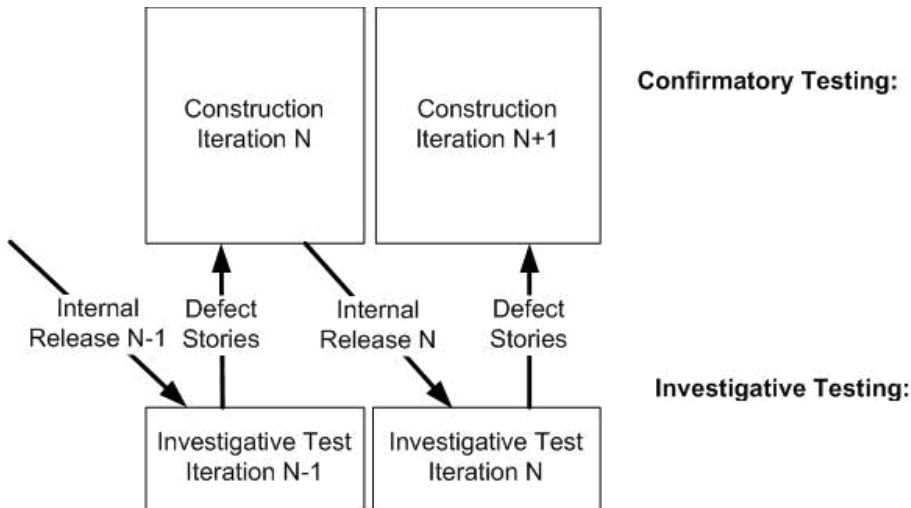 Construction
Iteration N
Construction
Iteration N+1
Confirmatory Testing:
Internal
Release N-1
Defect
Stories
Internal
Release N
Defect
Stories
Investigative Testing:
Investigative Test
Iteration N-1
Investigative Test
Iteration N